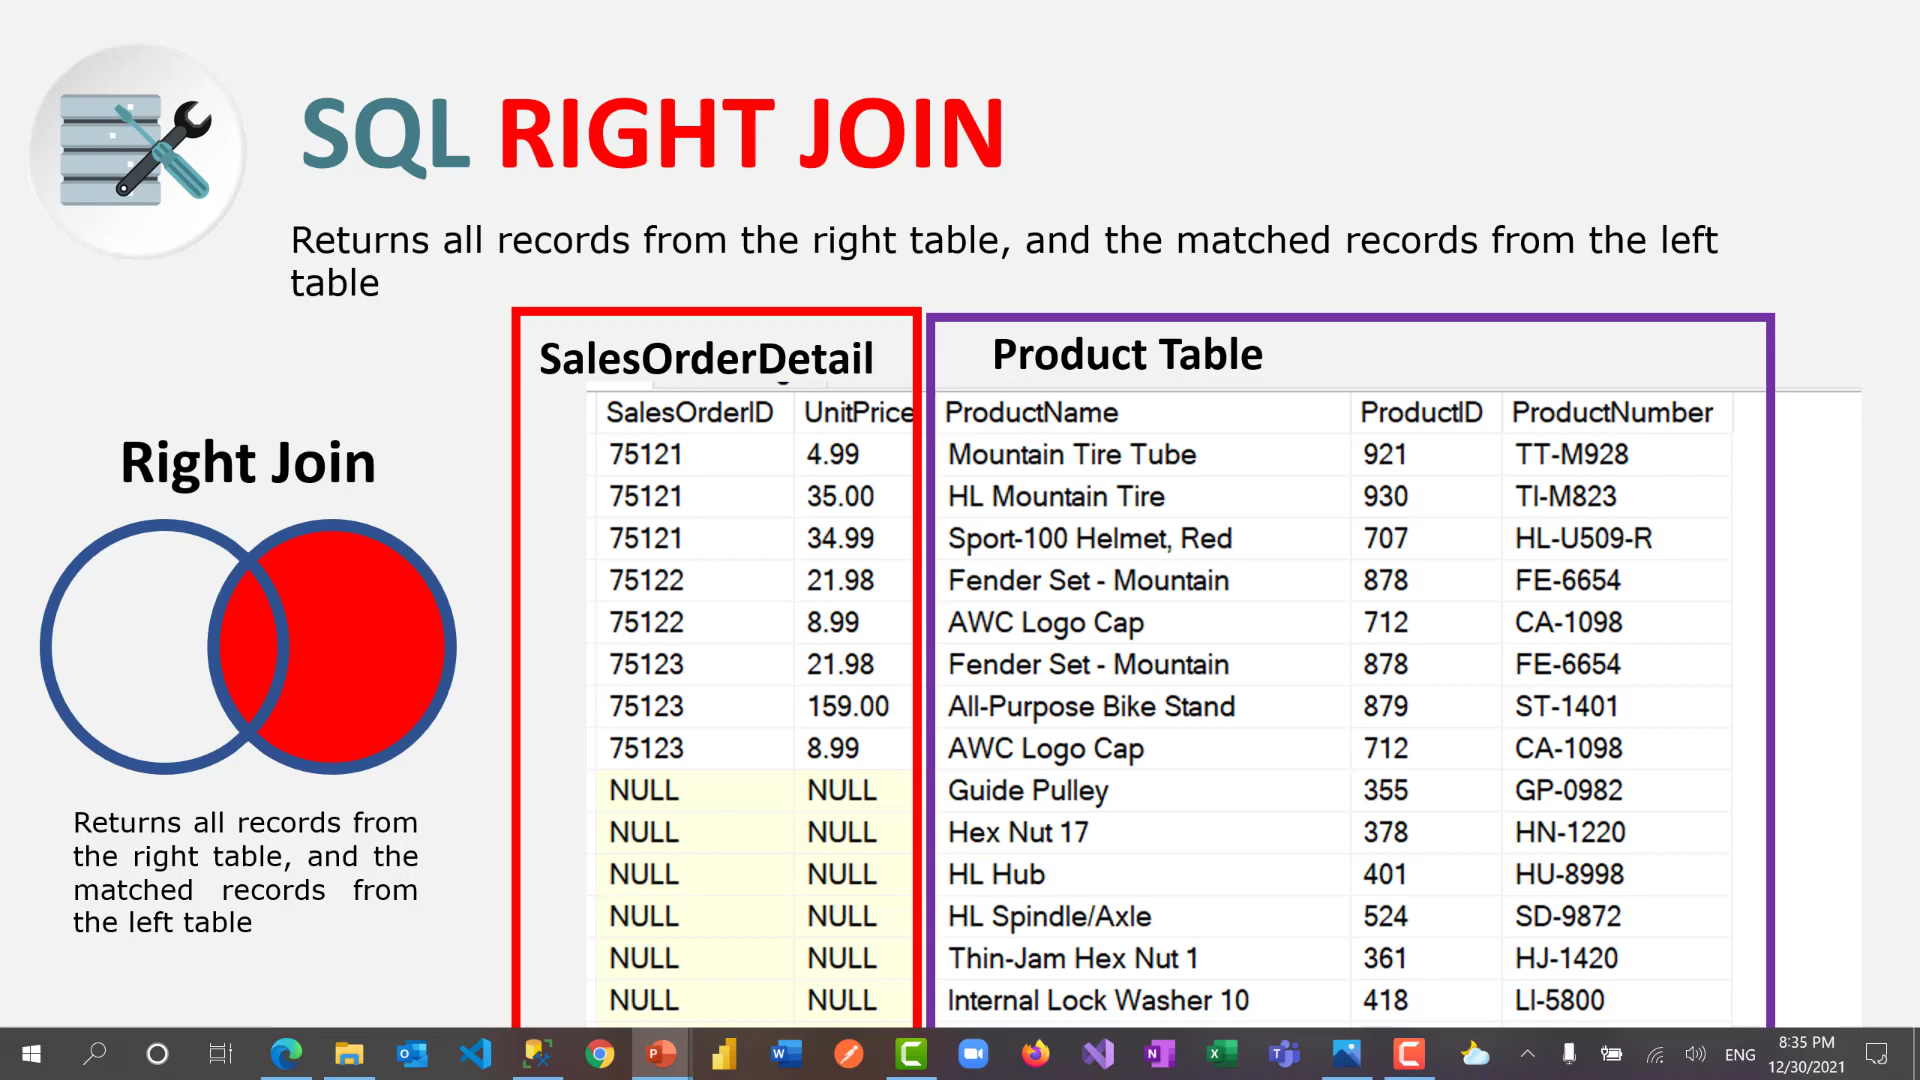 SQL RIGHT JOIN
Returns all records from the right table, and the matched records from the left
table
SalesOrderDetail
Product Table
SalesOrderID UnitPrice ProductName ProductID ProductNumber
75121 4.99 Mountain Tire Tube 921 TT-M928
75121 35.00 HL Mountain Tire 930 TI-M823
75121 34.99 Sport-100 Helmet, Red 707 HL-U509-R
75122 21.98 Fender Set - Mountain 878 FE-6654
75122 8.99 AWC Logo Cap 712 CA-1098
75123 21.98 Fender Set - Mountain 878 FE-6654
75123 159.00 All-Purpose Bike Stand 879 ST-1401
75123 8.99 AWC Logo Cap 712 CA-1098
NULL NULL Guide Pulley 355 GP-0982
NULL NULL Hex Nut 17 378 HN-1220
NULL NULL HL Hub 401 HU-8998
NULL NULL HL Spindle/Axle 524 SD-9872
NULL NULL Thin-Jam Hex Nut 1 361 HJ-1420
NULL NULL Internal Lock Washer 10 418 LI-5800
Right Join
Returns all records from
the right table, and the
matched records from
the left table
ENG
8:35 PM
12/30/2021